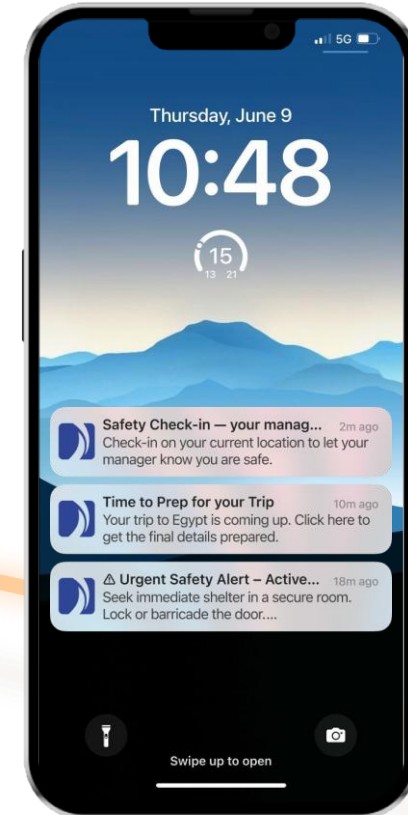 5G
Thursday, June 9
10:48
15
13 21
Safety Check-in — your manag... 2m ago
Check-in on your current location to let your
manager know you are safe.
Time to Prep for your Trip 10m ago
Your trip to Egypt is coming up. Click here to
get the final details prepared.
⚠ Urgent Safety Alert – Active... 18m ago
Seek immediate shelter in a secure room.
Lock or barricade the door....
Swipe up to open